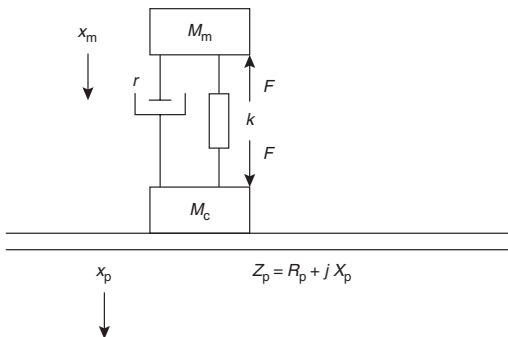 M_m
x_m
r
F
k
F
M_c
x_p
Z_p = R_p + j X_p